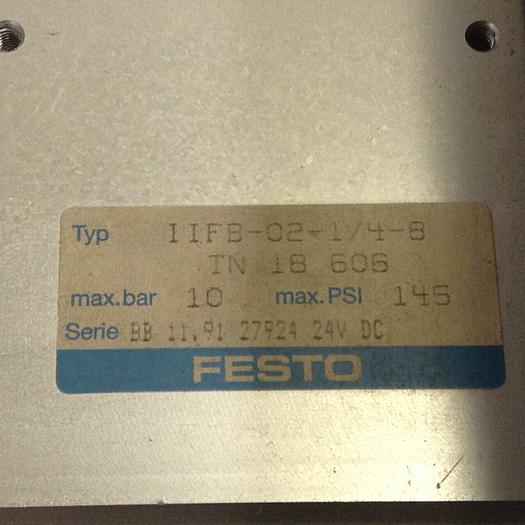 Typ IIFB-02-1/4-8
TN 18 606
max.bar 10 max.PSI 145
Serie BB 11.91 27924 24V DC
FESTO